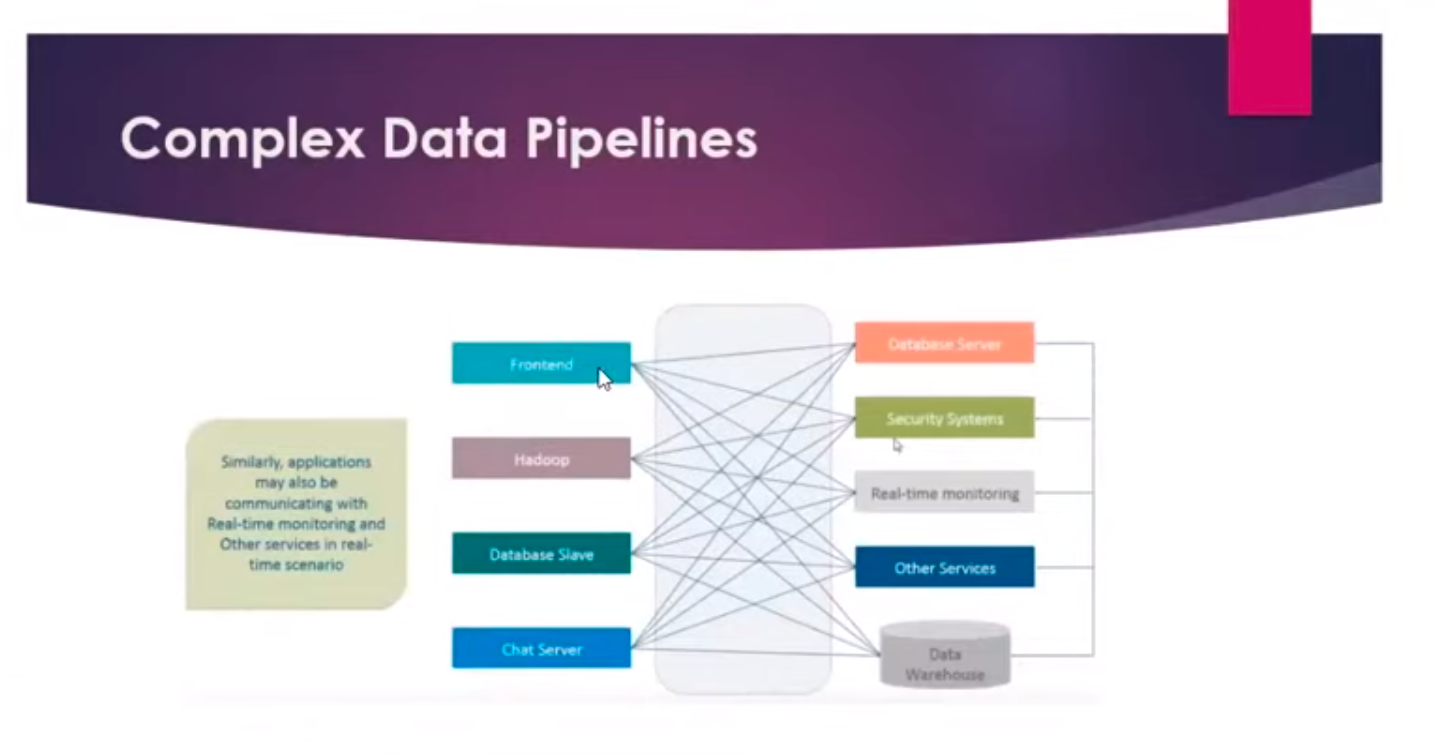 Complex Data Pipelines
Similarly, applications
may also be
communicating with
Real-time monitoring and
Other services in real-
time scenario
Frontend
Hadoop
Database Slave
Chat Server
Database Server
Security Systems
Real-time monitoring
Other Services
Data
Warehouse